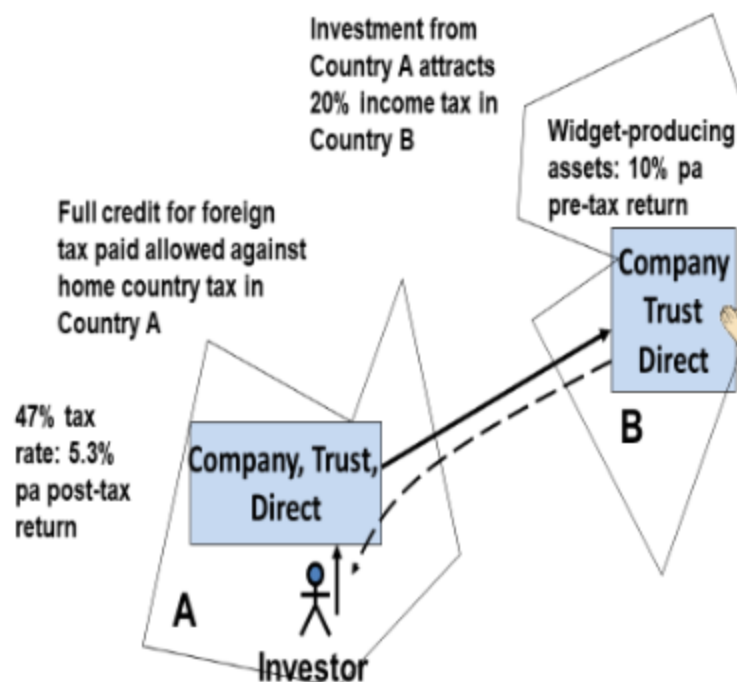 Investment from
Country A attracts
20% income tax in
Country B
Widget-producing
assets: 10% pa
pre-tax return
Full credit for foreign
tax paid allowed against
home country tax in
Country A
Company
Trust
Direct
B
47% tax
rate: 5.3%
pa post-tax
return
Company, Trust,
Direct
A
Investor